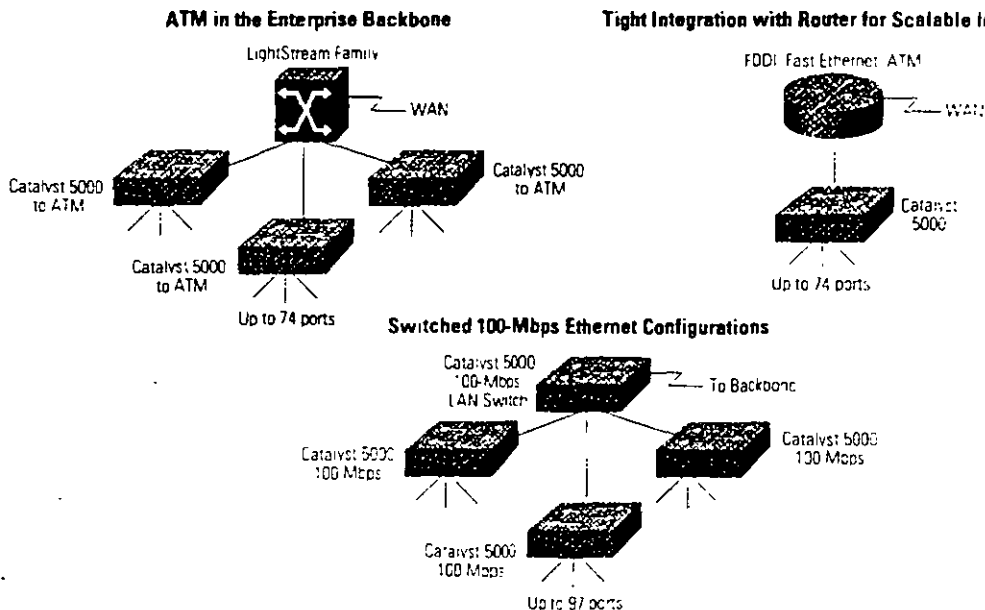 ATM in the Enterprise Backbone
LightStream Family
WAN
Catalyst 5000
to ATM
Catalyst 5000
to ATM
Catalyst 5000
to ATM
Up to 74 ports
Tight Integration with Router for Scalable
FDDI, Fast Ethernet, ATM
WAN
Catalyst
5000
Up to 74 ports
Switched 100-Mbps Ethernet Configurations
Catalyst 5000
100-Mbps
LAN Switch
To Backbone
Catalyst 5000
100 Mbps
Catalyst 5000
100 Mbps
Catalyst 5000
100 Mbps
Up to 97 ports